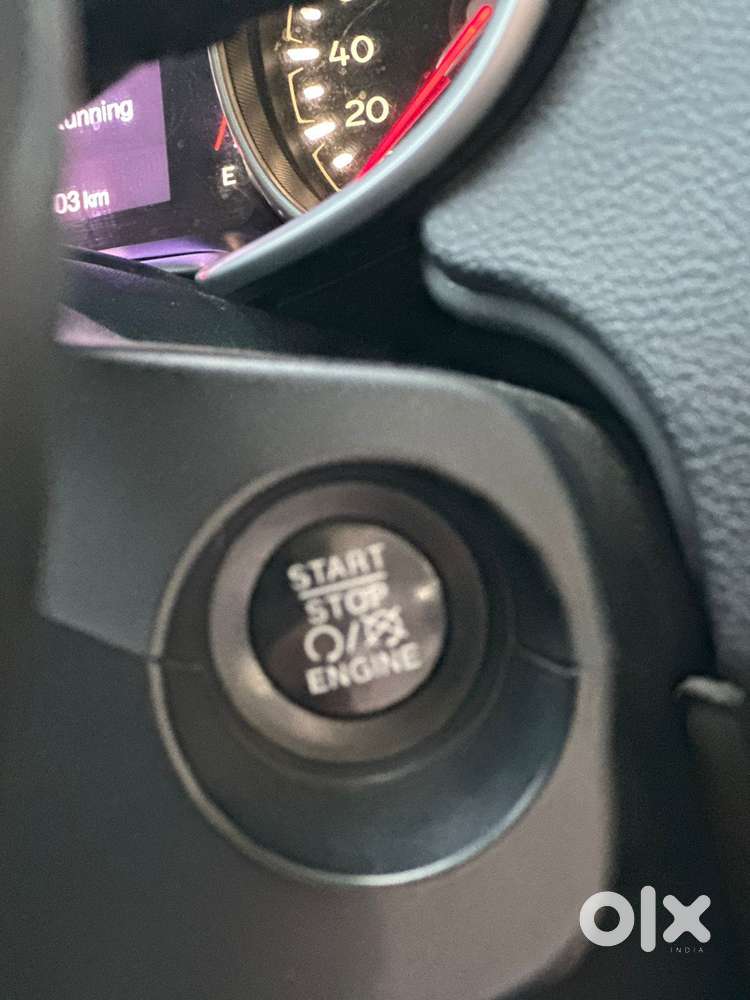 40
20
unning
E
03 km
START
STOP
ENGINE
olx
INDIA